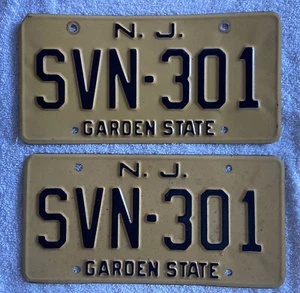 N. J.
SVN-301
GARDEN STATE
N. J.
SVN-301
GARDEN STATE